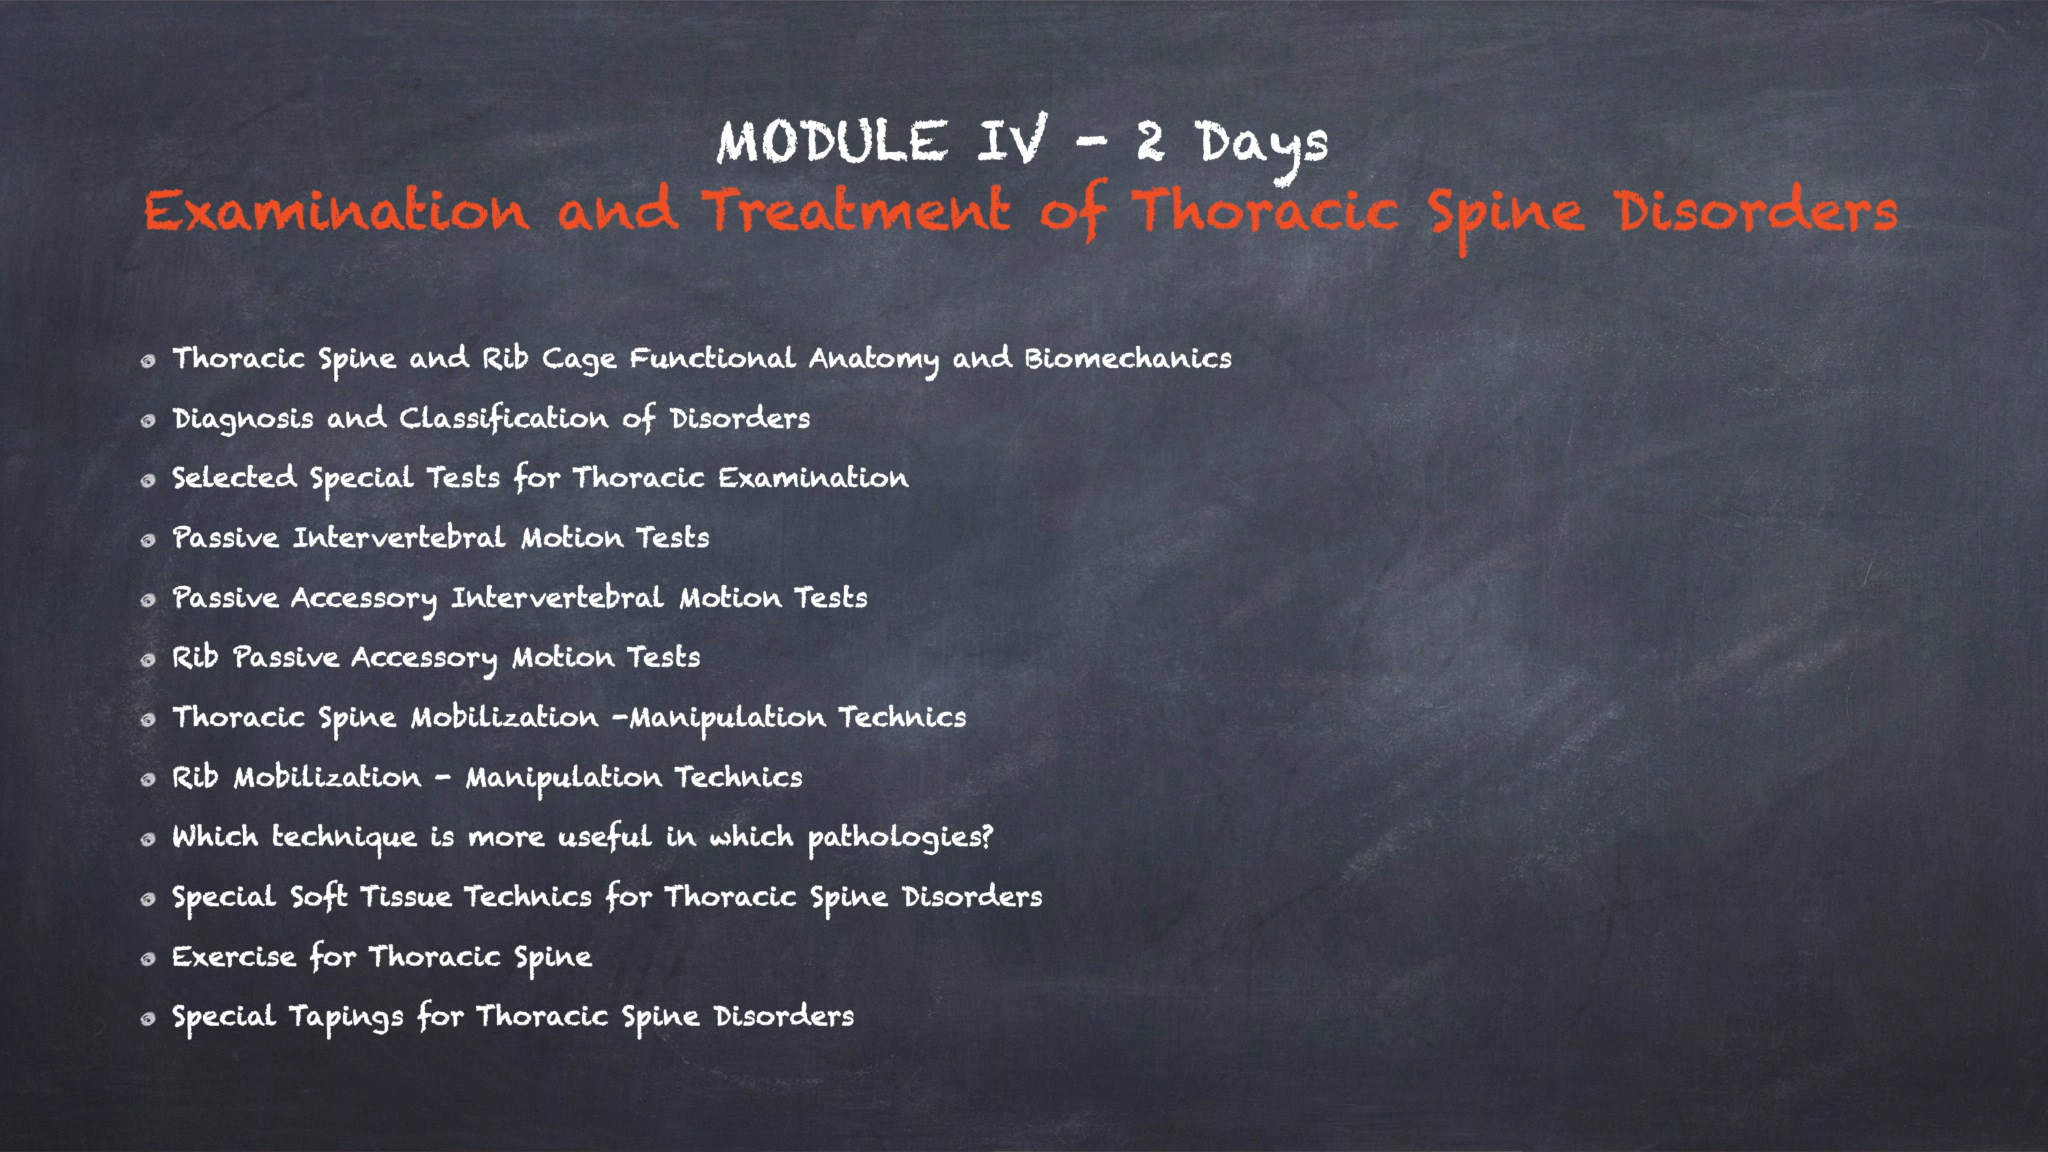 MODULE IV - 2 Days
Examination and Treatment of Thoracic Spine Disorders
Thoracic Spine and Rib Cage Functional Anatomy and Biomechanics
Diagnosis and Classification of Disorders
Selected Special Tests for Thoracic Examination
Passive Intervertebral Motion Tests
Passive Accessory Intervertebral Motion Tests
Rib Passive Accessory Motion Tests
Thoracic Spine Mobilization -Manipulation Technics
Rib Mobilization - Manipulation Technics
Which technique is more useful in which pathologies?
Special Soft Tissue Technics for Thoracic Spine Disorders
Exercise for Thoracic Spine
Special Tapings for Thoracic Spine Disorders